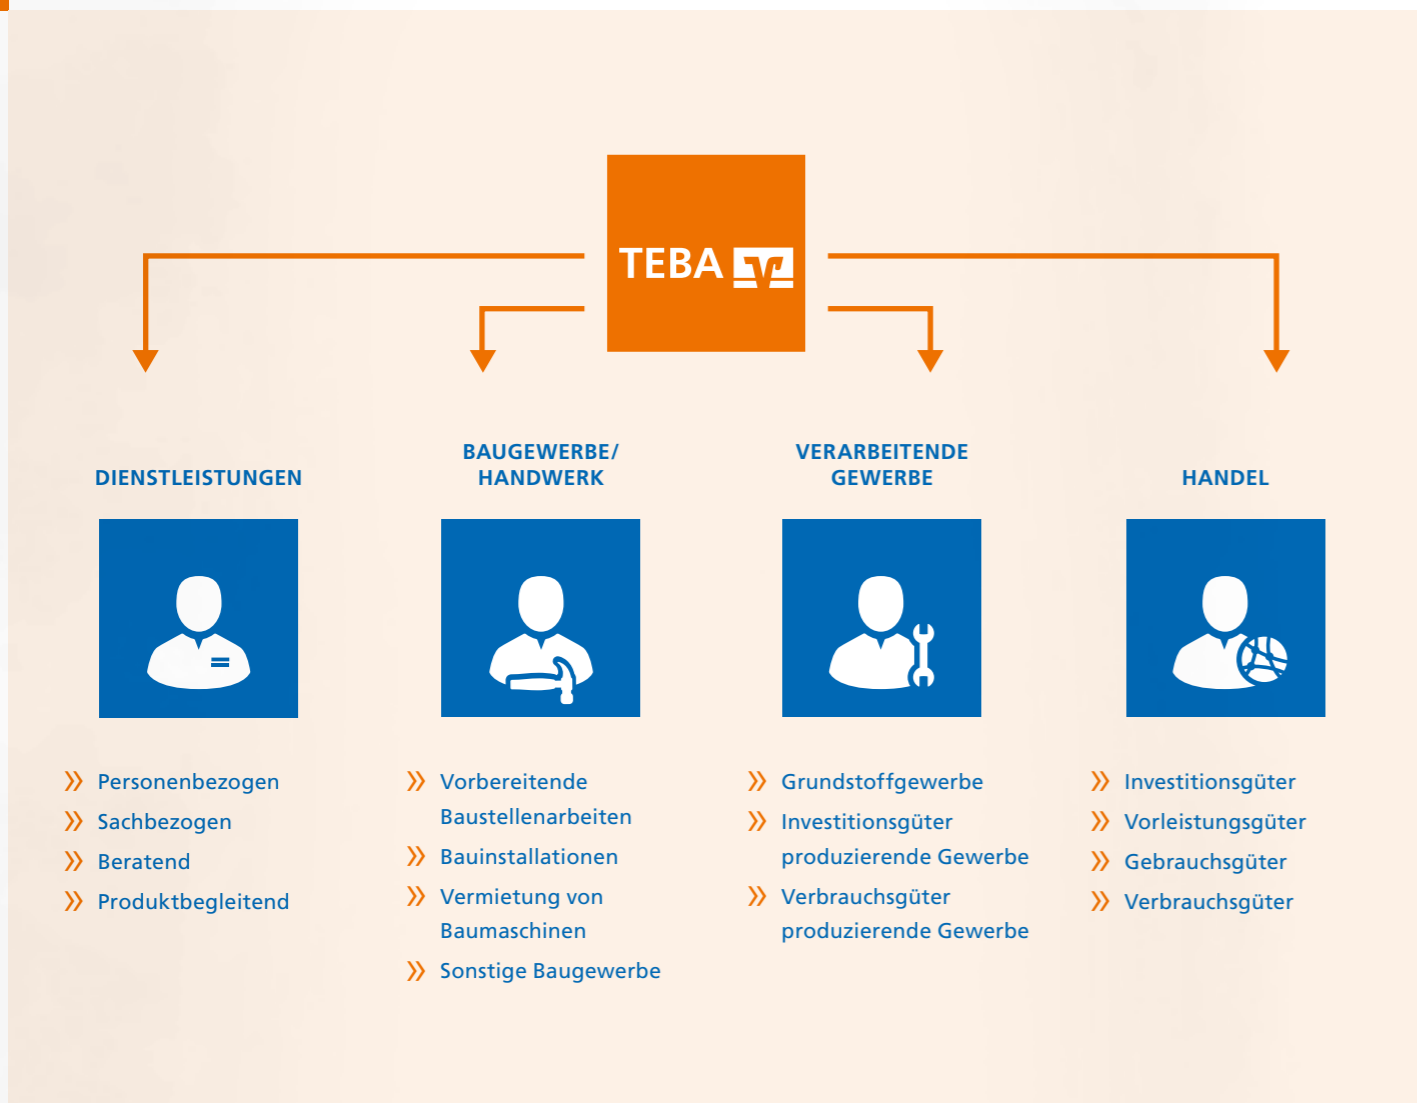 TEBA
DIENSTLEISTUNGEN
BAUGEWERBE/
HANDWERK
VERARBEITENDE
GEWERBE
HANDEL
Personenbezogen
Sachbezogen
Beratend
Produktbegleitend
Vorbereitende
Baustellenarbeiten
Bauinstallationen
Vermietung von
Baumaschinen
Sonstige Baugewerbe
Grundstoffgewerbe
Investitionsgüter
produzierende Gewerbe
Verbrauchsgüter
produzierende Gewerbe
Investitionsgüter
Vorleistungsgüter
Gebrauchsgüter
Verbrauchsgüter